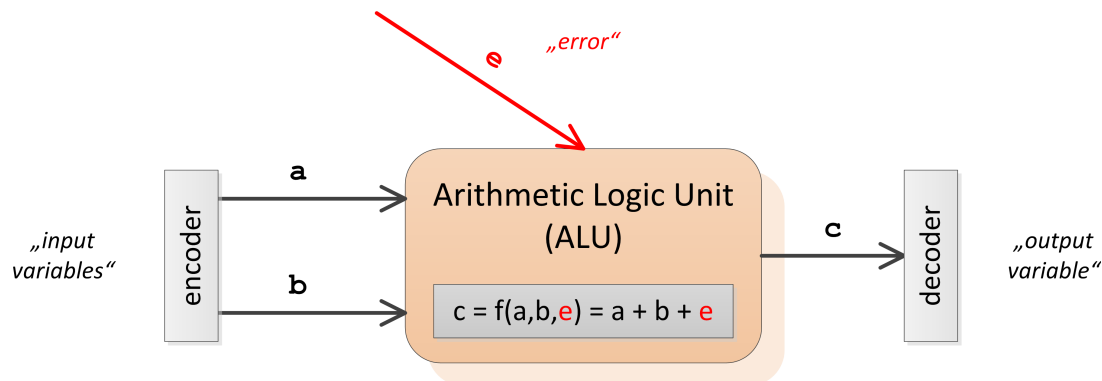 e
„error“
a
Arithmetic Logic Unit
(ALU)
encoder
„input
variables“
c
decoder
„output
variable“
b
c = f(a,b,e) = a + b + e